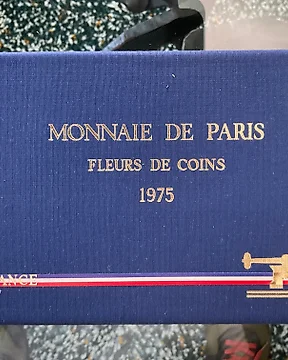 MONNAIE DE PARIS
FLEURS DE COINS
1975